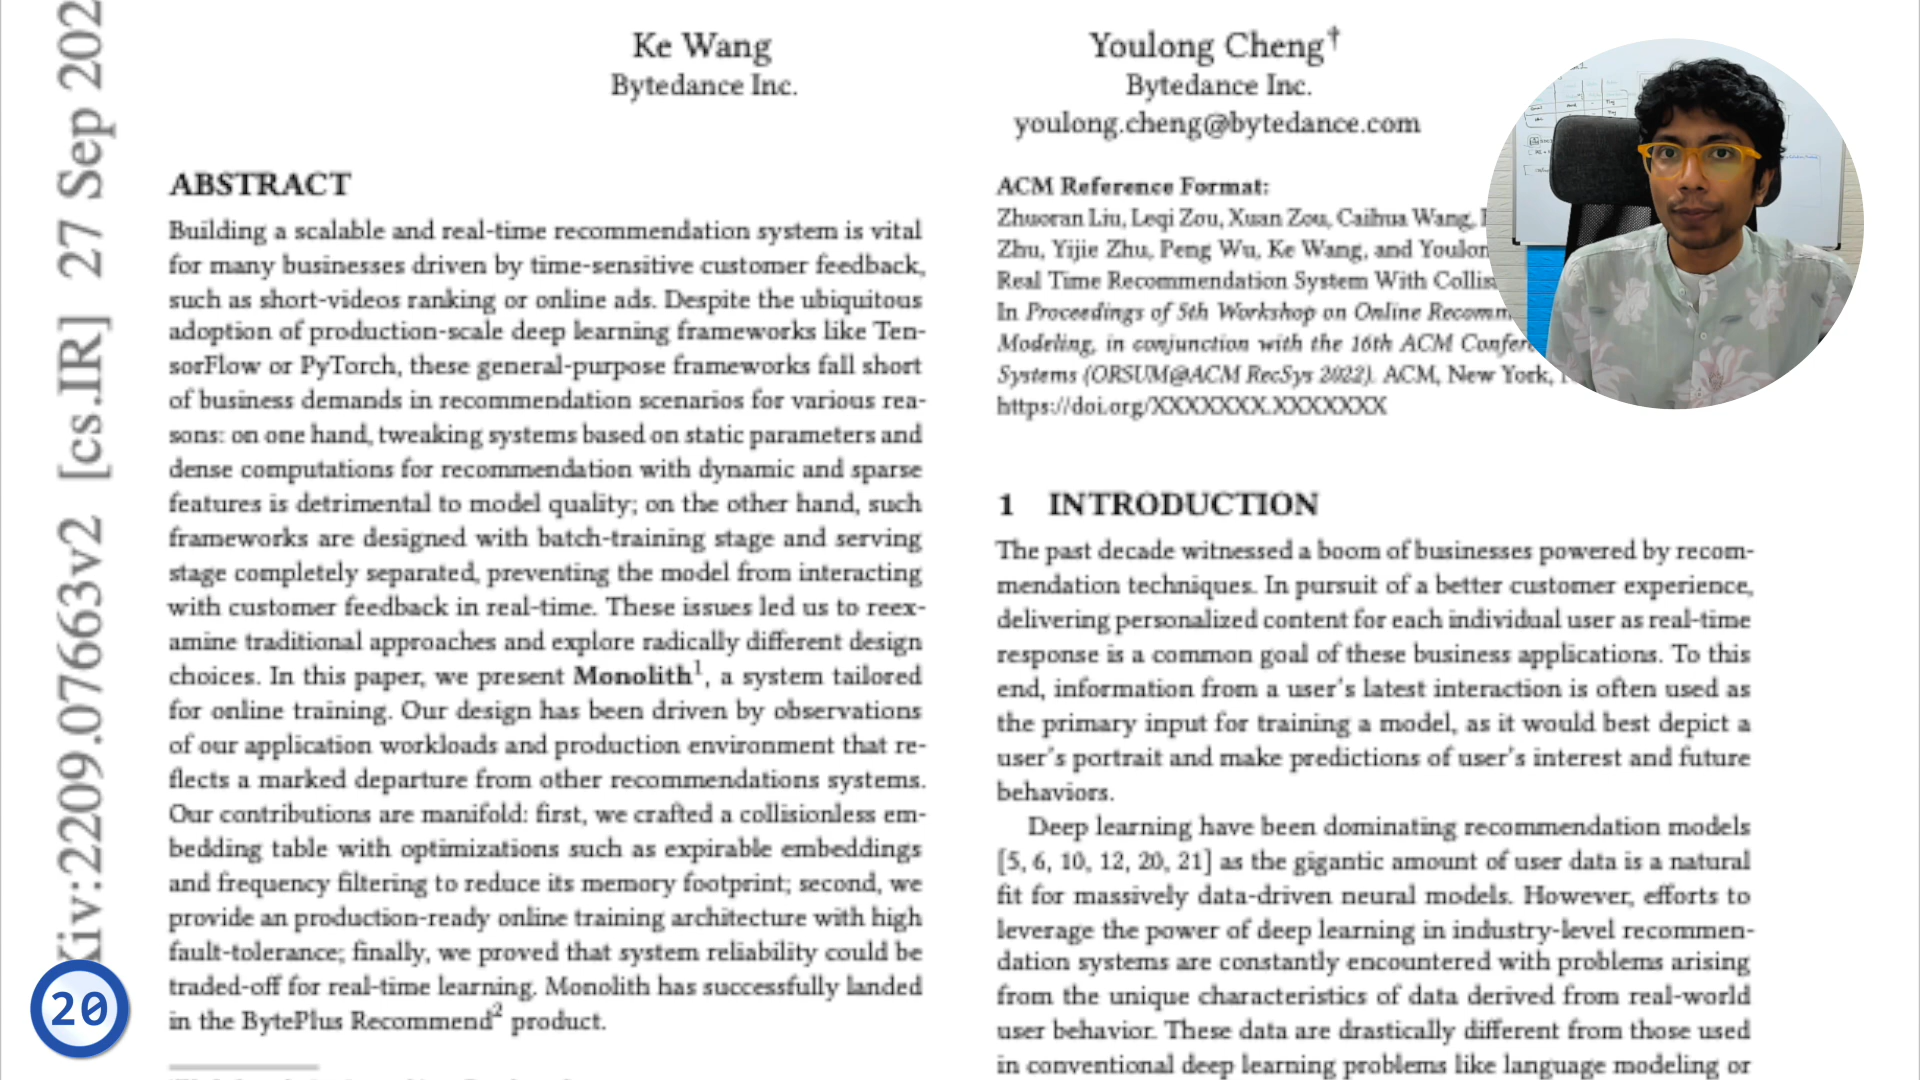 Kiv:2209.07663v2 [cs.IR] 27 Sep 202
Ke Wang
Bytedance Inc.
Youlong Cheng†
Bytedance Inc.
youlong.cheng@bytedance.com
ABSTRACT
Building a scalable and real-time recommendation system is vital
for many businesses driven by time-sensitive customer feedback,
such as short-videos ranking or online ads. Despite the ubiquitous
adoption of production-scale deep learning frameworks like Ten-
sorFlow or PyTorch, these general-purpose frameworks fall short
of business demands in recommendation scenarios for various rea-
sons: on one hand, tweaking systems based on static parameters and
dense computations for recommendation with dynamic and sparse
features is detrimental to model quality; on the other hand, such
frameworks are designed with batch-training stage and serving
stage completely separated, preventing the model from interacting
with customer feedback in real-time. These issues led us to reex-
amine traditional approaches and explore radically different design
choices. In this paper, we present Monolith1, a system tailored
for online training. Our design has been driven by observations
of our application workloads and production environment that re-
flects a marked departure from other recommendations systems.
Our contributions are manifold: first, we crafted a collisionless em-
bedding table with optimizations such as expirable embeddings
and frequency filtering to reduce its memory footprint; second, we
provide an production-ready online training architecture with high
fault-tolerance; finally, we proved that system reliability could be
traded-off for real-time learning. Monolith has successfully landed
in the BytePlus Recommend2 product.
ACM Reference Format:
Zhuoran Liu, Leqi Zou, Xuan Zou, Caihua Wang,
Zhu, Yijie Zhu, Peng Wu, Ke Wang, and Youlon
Real Time Recommendation System With Collis
In Proceedings of 5th Workshop on Online Recomm
Modeling, in conjunction with the 16th ACM Confer
Systems (ORSUM@ACM RecSys 2022). ACM, New York,
https://doi.org/XXXXXXX.XXXXXXX
1 INTRODUCTION
The past decade witnessed a boom of businesses powered by recom-
mendation techniques. In pursuit of a better customer experience,
delivering personalized content for each individual user as real-time
response is a common goal of these business applications. To this
end, information from a user's latest interaction is often used as
the primary input for training a model, as it would best depict a
user's portrait and make predictions of user's interest and future
behaviors.
Deep learning have been dominating recommendation models
[5, 6, 10, 12, 20, 21] as the gigantic amount of user data is a natural
fit for massively data-driven neural models. However, efforts to
leverage the power of deep learning in industry-level recommen-
dation systems are constantly encountered with problems arising
from the unique characteristics of data derived from real-world
user behavior. These data are drastically different from those used
in conventional deep learning problems like language modeling or
20